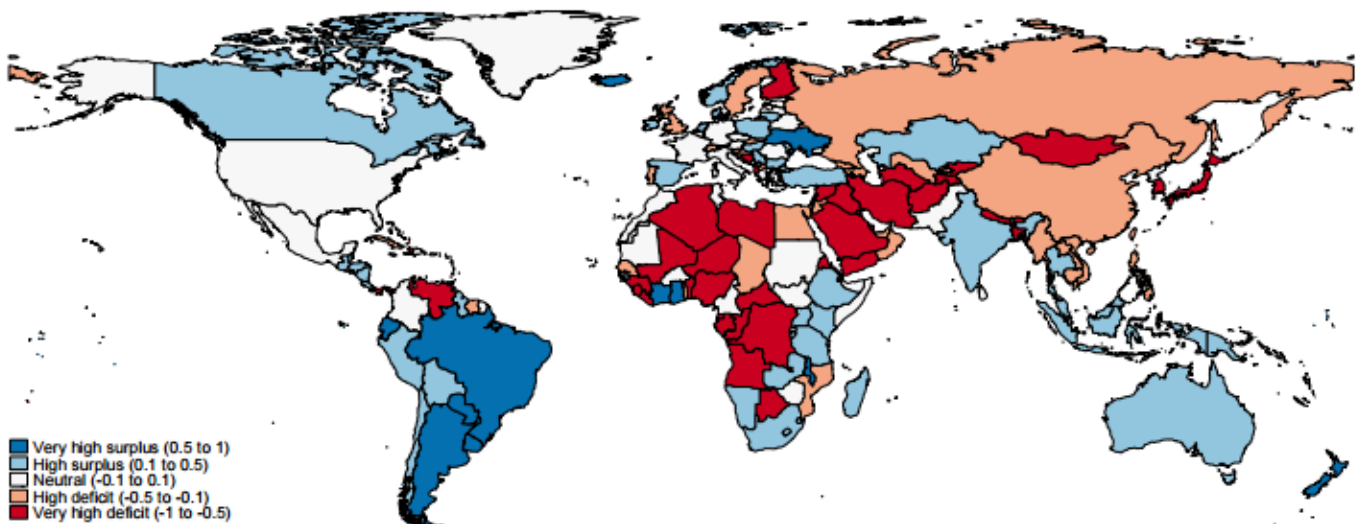 Very high surplus (0.5 to 1)
High surplus (0.1 to 0.5)
Neutral (-0.1 to 0.1)
High deficit (-0.5 to -0.1)
Very high deficit (-1 to -0.5)